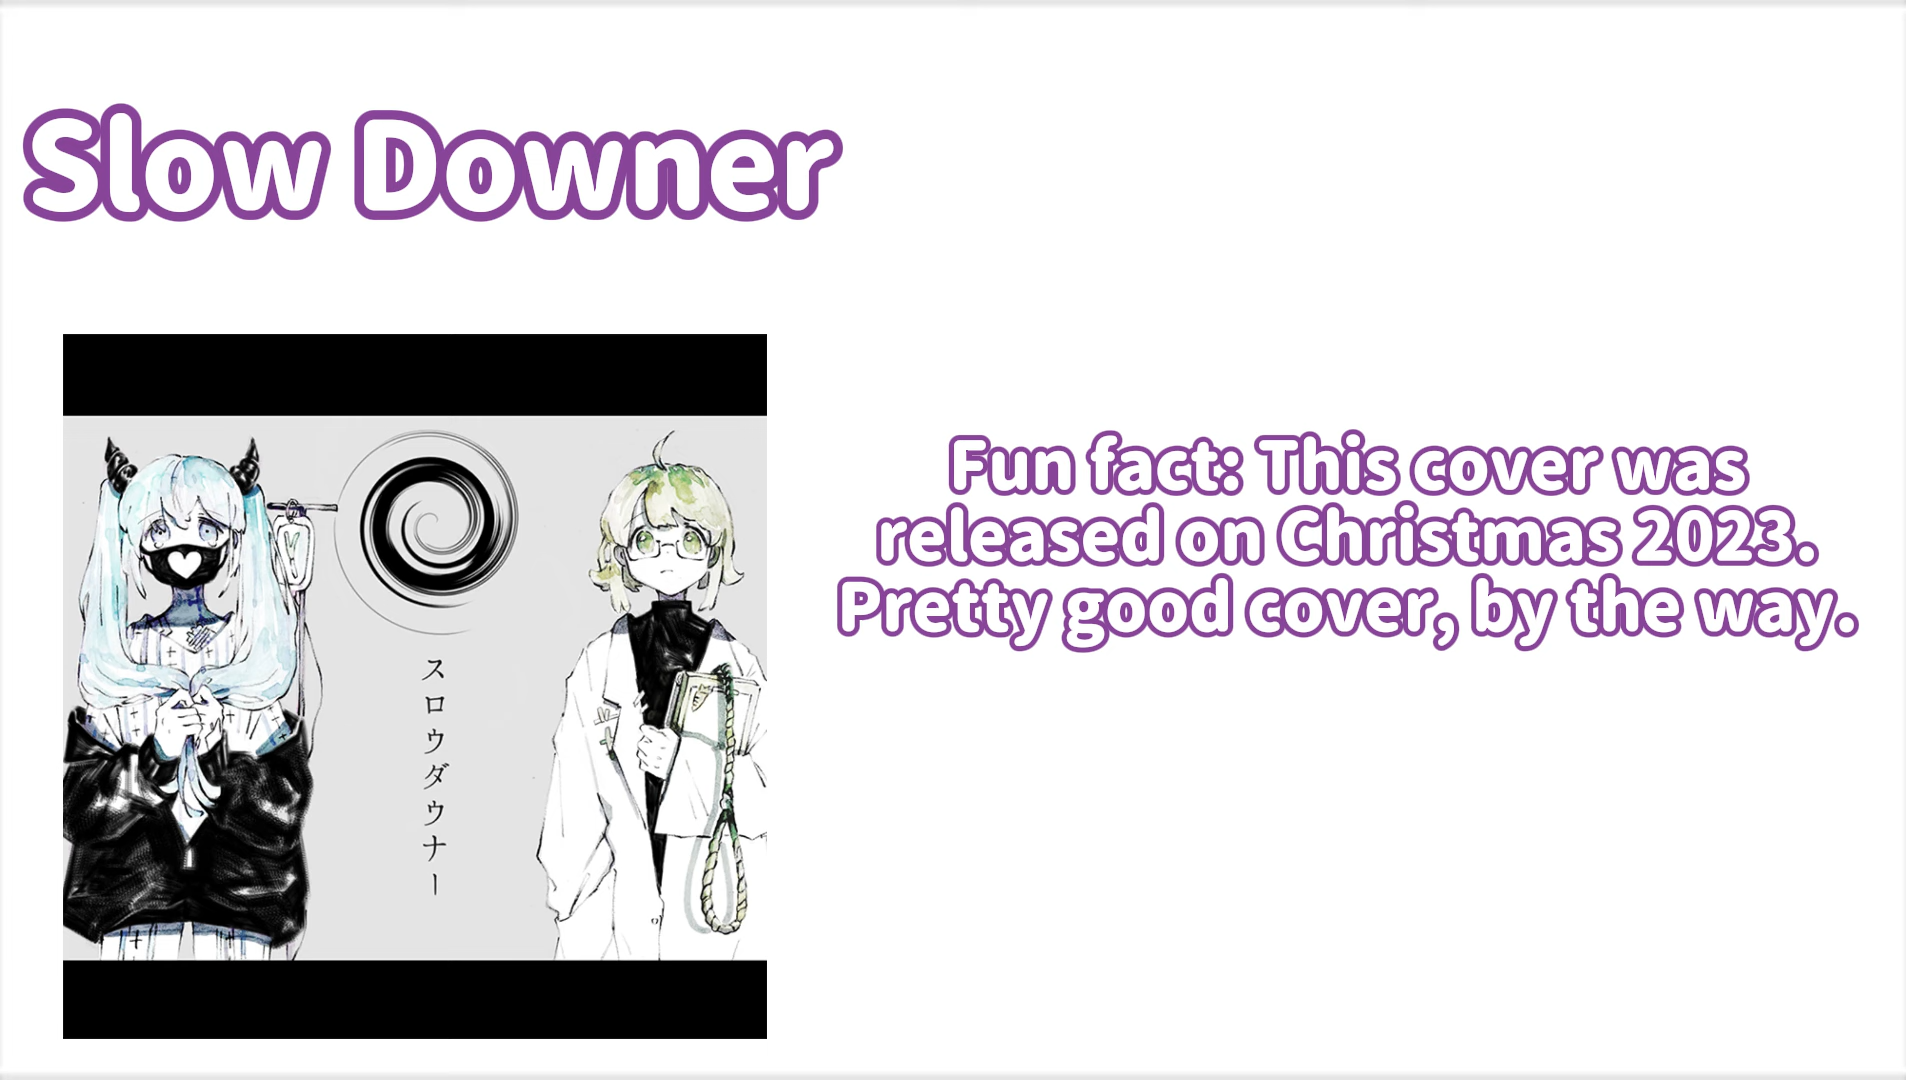 Slow Downer
スロウダウナー
Fun fact: This cover was
released on Christmas 2023.
Pretty good cover, by the way.